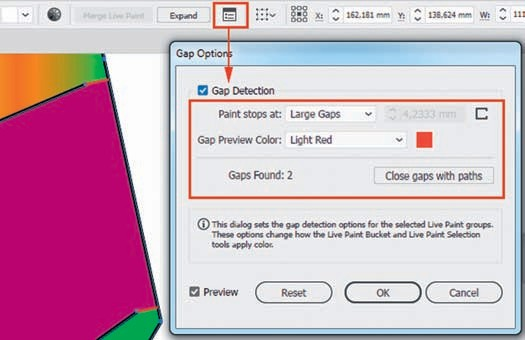 Merge Live Paint Expand X: 162,181 mm Y: 138,624 mm W: 111
Gap Options
Gap Detection
Paint stops at: Large Gaps 4,2333 mm
Gap Preview Color: Light Red
Gaps Found: 2 Close gaps with paths
This dialog sets the gap detection options for the selected Live Paint groups.
These options change how the Live Paint Bucket and Live Paint Selection
tools apply color.
Preview Reset OK Cancel